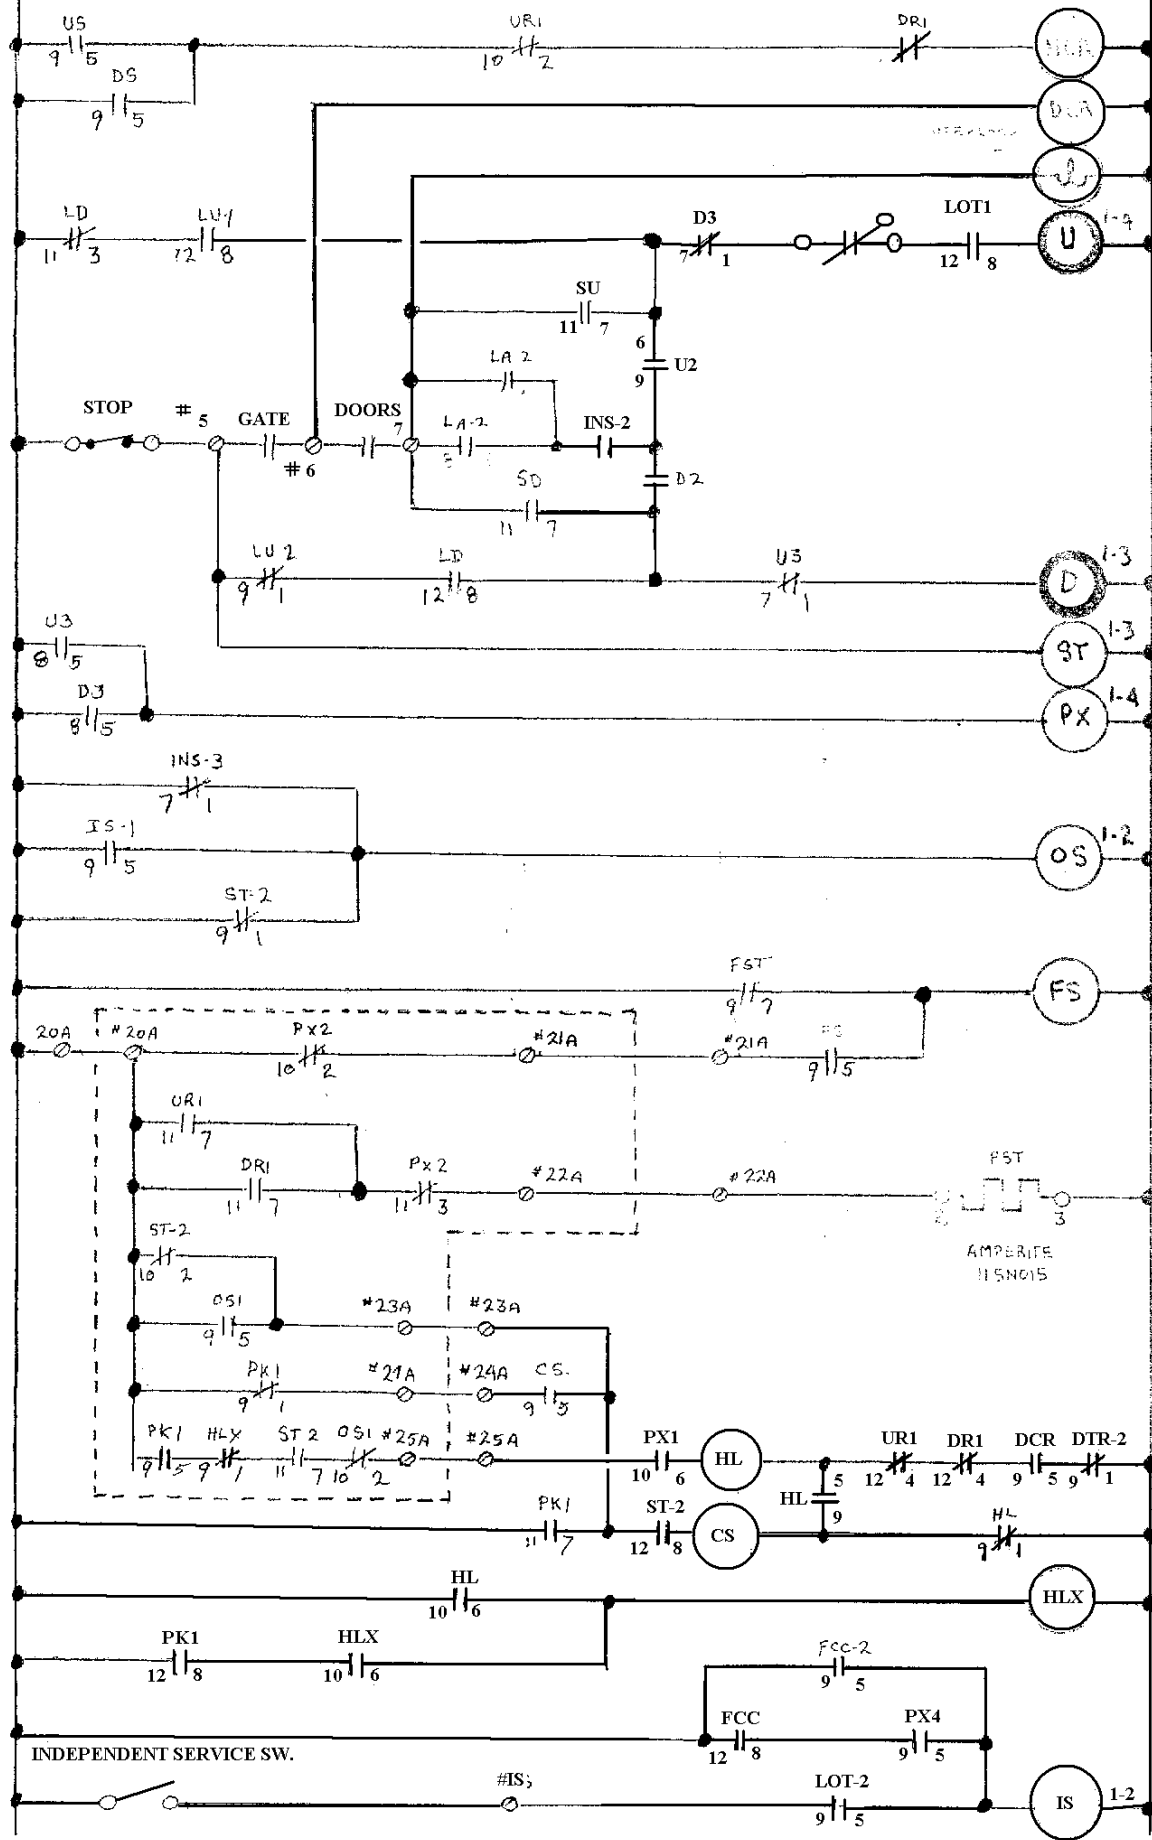 US
UR1
DR1
9 5
10 2
DS
9 5
DCR
LD
LU-1
D3
LOT1
U
11 3
12 8
7 1
12 8
SU
11 7
6
U2
9
LA 2
STOP
# 5
GATE
DOORS
7
LA-2
INS-2
#6
SD
D2
11 7
LU 2
LD
U3
1-3
D
9 1
12 8
7 1
U3
1-3
ST
8 5
D3
1-4
PX
8 5
INS-3
7 1
IS-1
1-2
OS
9 5
ST-2
9 1
FST
FS
9 7
20A
#20A
PX2
#21A
#21A
10 2
9 5
UR1
11 7
DR1
PX2
#22A
#22A
FST
11 7
11 3
3
ST-2
AMPERITE
115N015
10 2
OS1
#23A
#23A
9 5
PK1
#24A
CS.
9 1
9 5
PK1
HLX
ST2
OS1
#25A
#25A
PX1
HL
UR1
DR1
DCR
DTR-2
9 5
9 1
11 7
10 2
10 6
5
12 4
12 4
9 5
9 1
HL
9
PK1
ST-2
CS
HL
11 7
12 8
9 1
HL
HLX
10 6
PK1
HLX
12 8
10 6
FCC-2
9 5
FCC
PX4
12 8
9 5
INDEPENDENT SERVICE SW.
#IS
LOT-2
IS
1-2
9 5